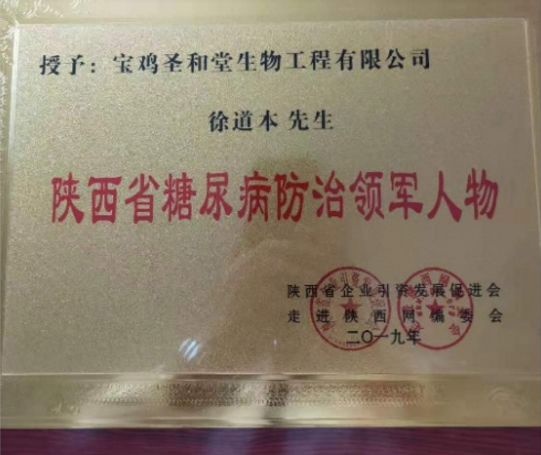 授予：宝鸡圣和堂生物工程有限公司
徐道本 先生
陕西省糖尿病防治领军人物
陕西省企业引资发展促进会
走进陕西网编委会
二〇一九年